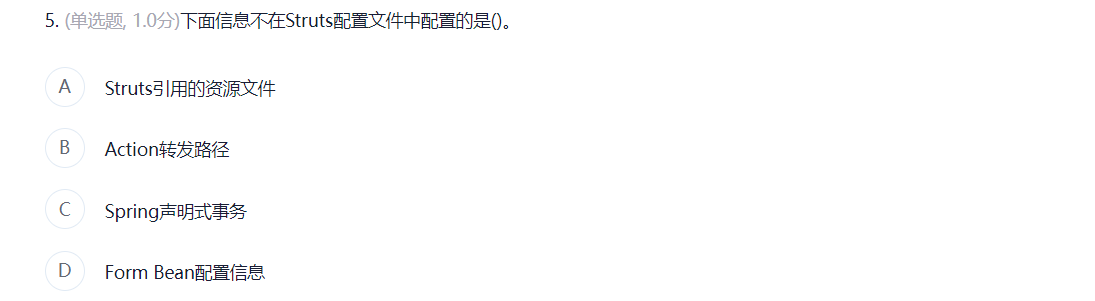 5. (单选题, 1.0分)下面信息不在Struts配置文件中配置的是()。
A Struts引用的资源文件
B Action转发路径
C Spring声明式事务
D Form Bean配置信息